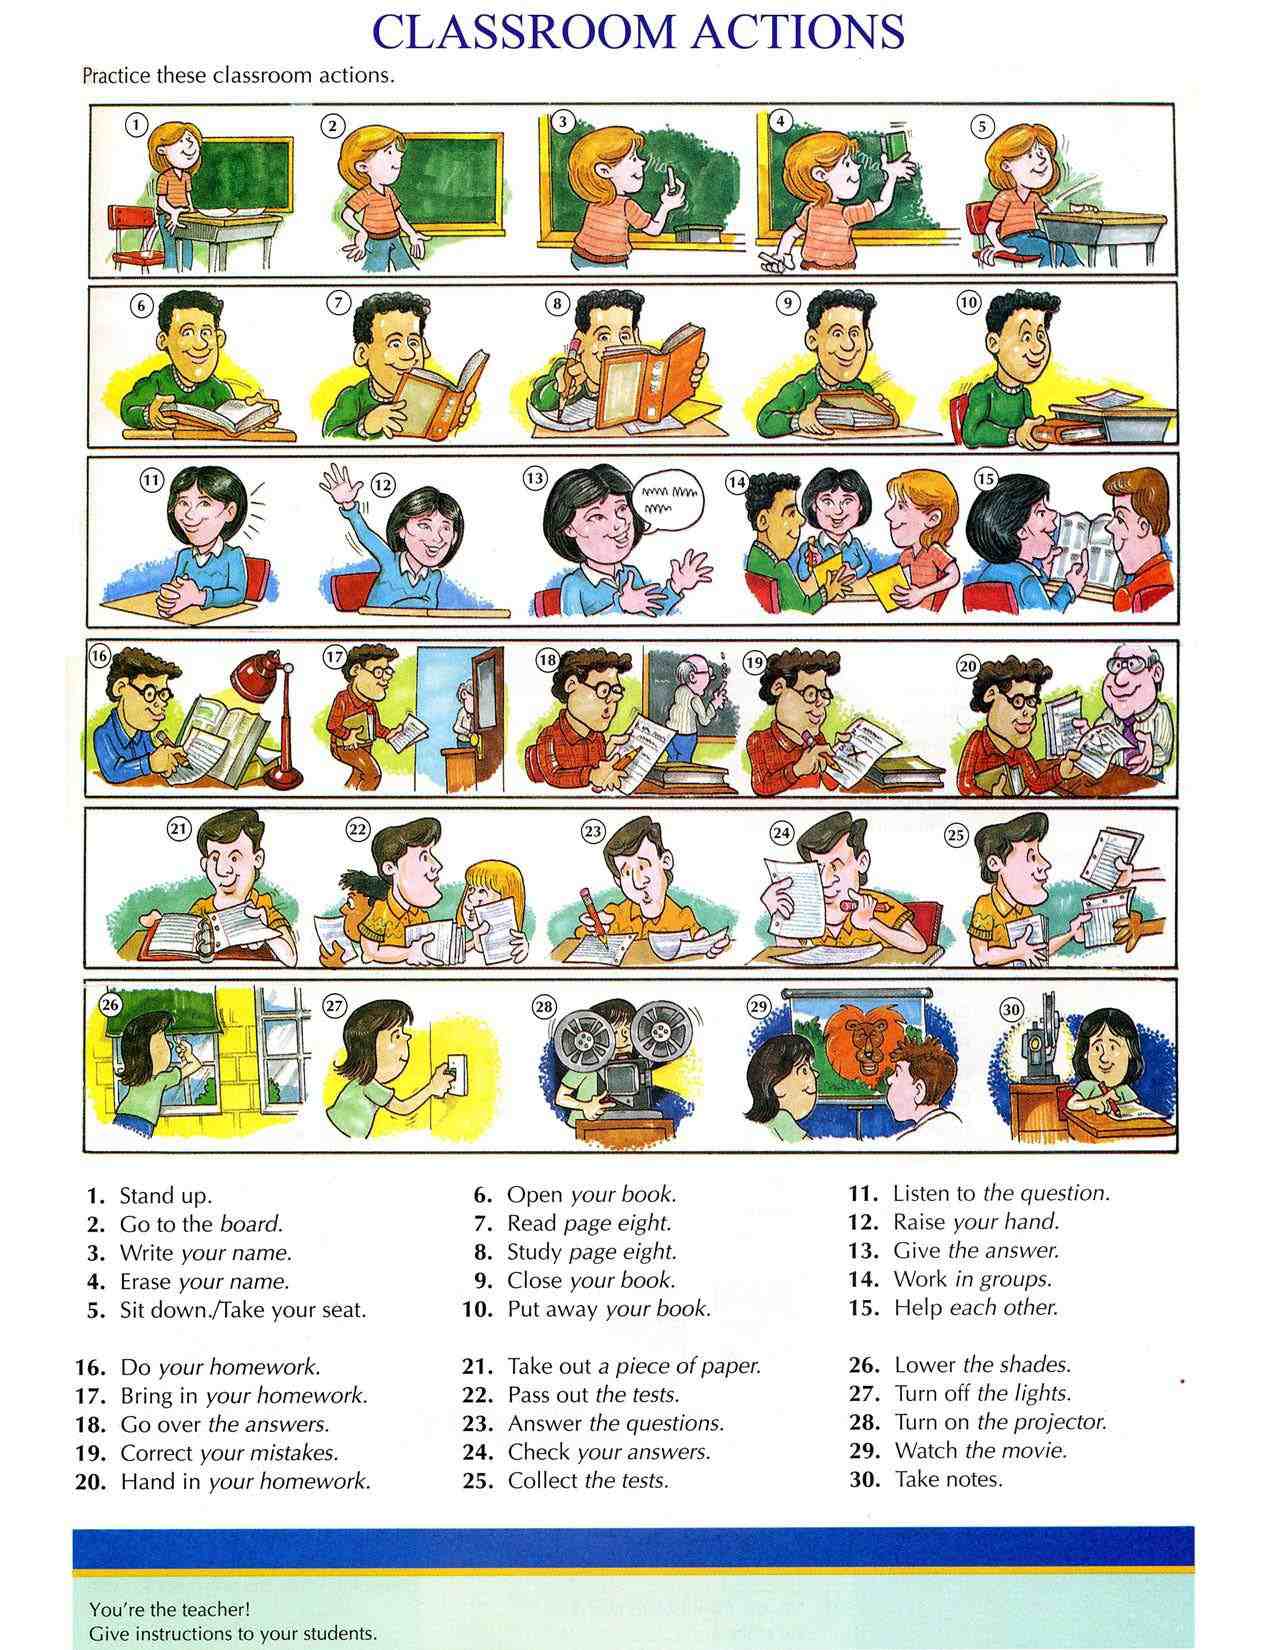 CLASSROOM ACTIONS
Practice these classroom actions.
1
2
3
4
5
6
7
8
9
10
11
12
13
14
15
16
17
18
19
20
21
22
23
24
25
26
27
28
29
30
1. Stand up.
2. Go to the board.
3. Write your name.
4. Erase your name.
5. Sit down./Take your seat.
6. Open your book.
7. Read page eight.
8. Study page eight.
9. Close your book.
10. Put away your book.
11. Listen to the question.
12. Raise your hand.
13. Give the answer.
14. Work in groups.
15. Help each other.
16. Do your homework.
17. Bring in your homework.
18. Go over the answers.
19. Correct your mistakes.
20. Hand in your homework.
21. Take out a piece of paper.
22. Pass out the tests.
23. Answer the questions.
24. Check your answers.
25. Collect the tests.
26. Lower the shades.
27. Turn off the lights.
28. Turn on the projector.
29. Watch the movie.
30. Take notes.
You're the teacher!
Give instructions to your students.